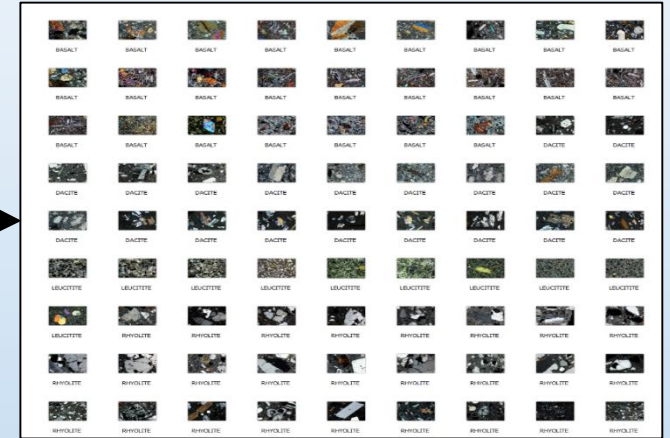 BASALT BASALT BASALT BASALT BASALT BASALT BASALT BASALT BASALT
BASALT BASALT BASALT BASALT BASALT BASALT BASALT BASALT BASALT
BASALT BASALT BASALT BASALT BASALT BASALT BASALT DACITE DACITE
DACITE DACITE DACITE DACITE DACITE DACITE DACITE DACITE DACITE
DACITE DACITE DACITE DACITE DACITE DACITE DACITE DACITE DACITE
LEUCITITE LEUCITITE LEUCITITE LEUCITITE LEUCITITE LEUCITITE LEUCITITE LEUCITITE LEUCITITE
LEUCITITE RHYOLITE RHYOLITE RHYOLITE RHYOLITE RHYOLITE RHYOLITE RHYOLITE RHYOLITE
RHYOLITE RHYOLITE RHYOLITE RHYOLITE RHYOLITE RHYOLITE RHYOLITE RHYOLITE RHYOLITE
RHYOLITE RHYOLITE RHYOLITE RHYOLITE RHYOLITE RHYOLITE RHYOLITE RHYOLITE RHYOLITE